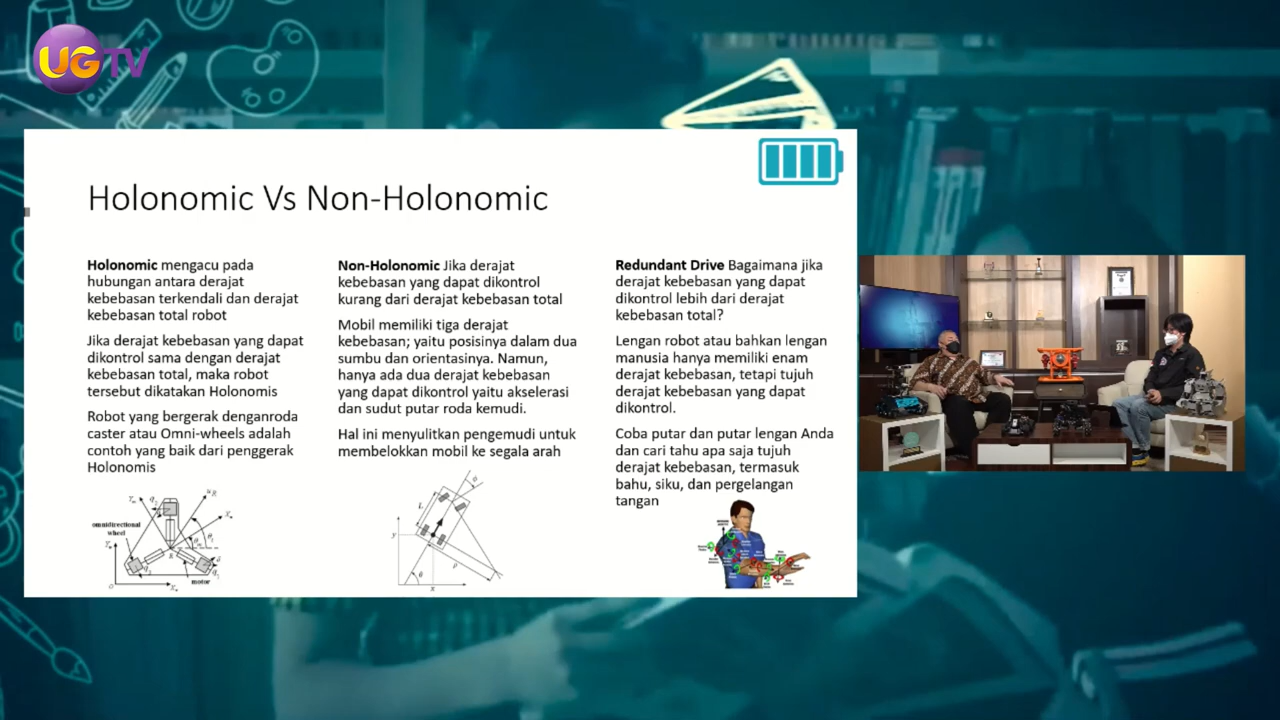 UGTV
Holonomic Vs Non-Holonomic
Holonomic mengacu pada
hubungan antara derajat
kebebasan terkendali dan derajat
kebebasan total robot
Jika derajat kebebasan yang dapat
dikontrol sama dengan derajat
kebebasan total, maka robot
tersebut dikatakan Holonomis
Robot yang bergerak denganroda
caster atau Omni-wheels adalah
contoh yang baik dari penggerak
Holonomis
omnidirectional
wheel
motor
Non-Holonomic Jika derajat
kebebasan yang dapat dikontrol
kurang dari derajat kebebasan total
Mobil memiliki tiga derajat
kebebasan; yaitu posisinya dalam dua
sumbu dan orientasinya. Namun,
hanya ada dua derajat kebebasan
yang dapat dikontrol yaitu akselerasi
dan sudut putar roda kemudi.
Hal ini menyulitkan pengemudi untuk
membelokkan mobil ke segala arah
L
y
x
Redundant Drive Bagaimana jika
derajat kebebasan yang dapat
dikontrol lebih dari derajat
kebebasan total?
Lengan robot atau bahkan lengan
manusia hanya memiliki enam
derajat kebebasan, tetapi tujuh
derajat kebebasan yang dapat
dikontrol.
Coba putar dan putar lengan Anda
dan cari tahu apa saja tujuh
derajat kebebasan, termasuk
bahu, siku, dan pergelangan
tangan